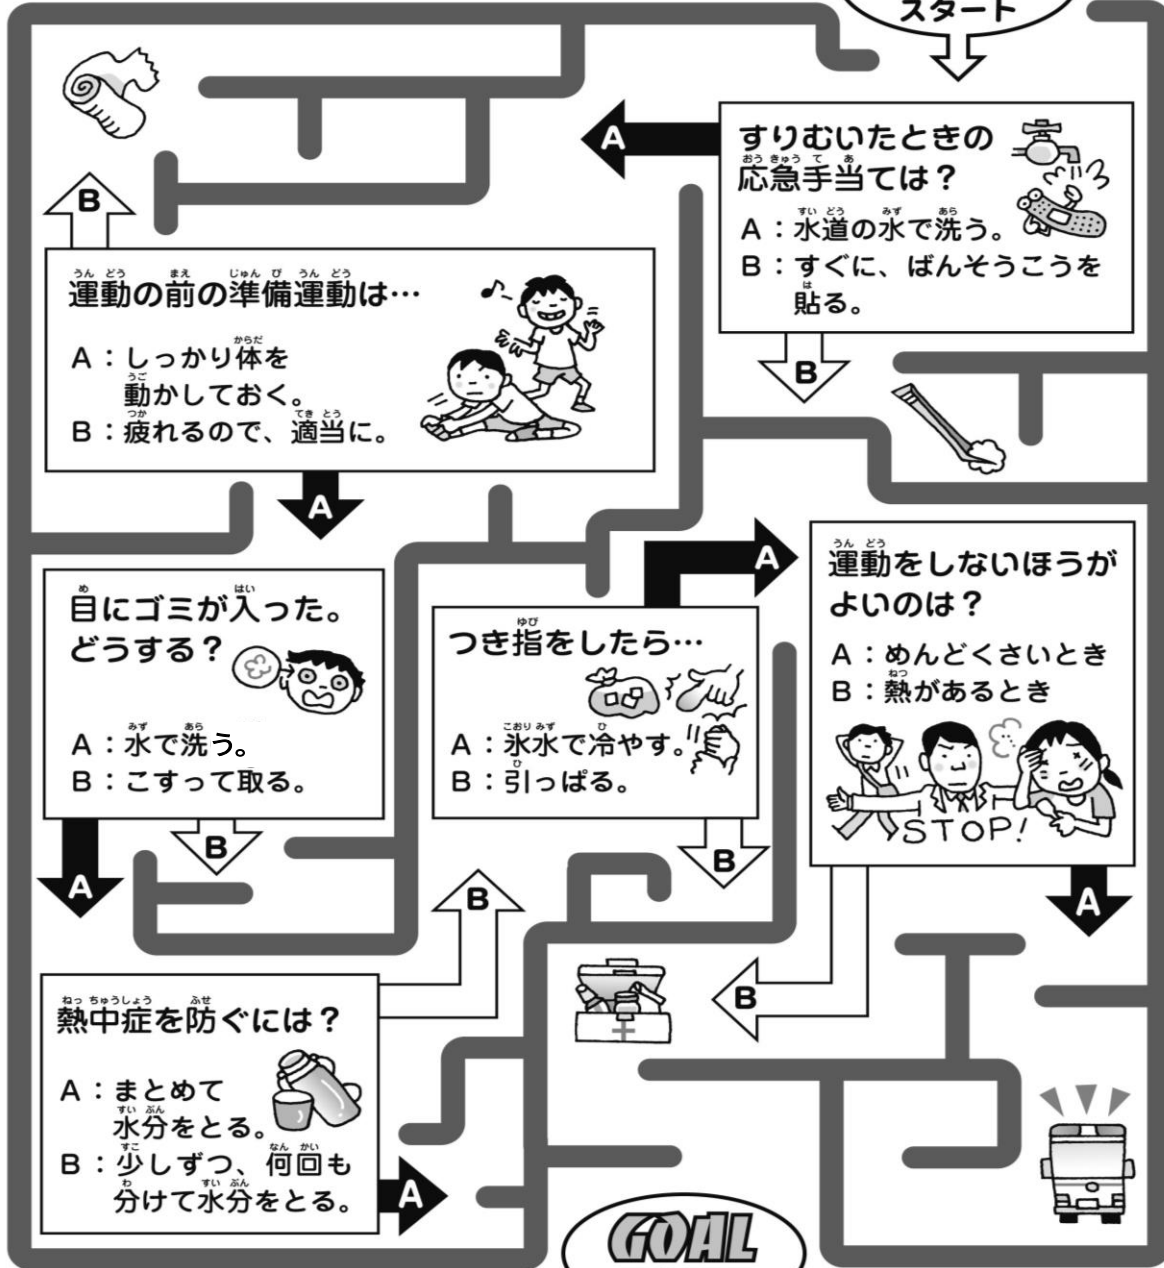 スタート
すりむいたときの
応急手当ては？
A：水道の水で洗う。
B：すぐに、ばんそうこうを
貼る。
A
B
運動の前の準備運動は…
A：しっかり体を
動かしておく。
B：疲れるので、適当に。
B
A
目にゴミが入った。
どうする？
A：水で洗う。
B：こすって取る。
A
B
つき指をしたら…
A：氷水で冷やす。
B：引っぱる。
A
B
運動をしないほうが
よいのは？
A：めんどくさいとき
B：熱があるとき
STOP!
A
B
熱中症を防ぐには？
A：まとめて
水分をとる。
B：少しずつ、何回も
分けて水分をとる。
B
A
GOAL